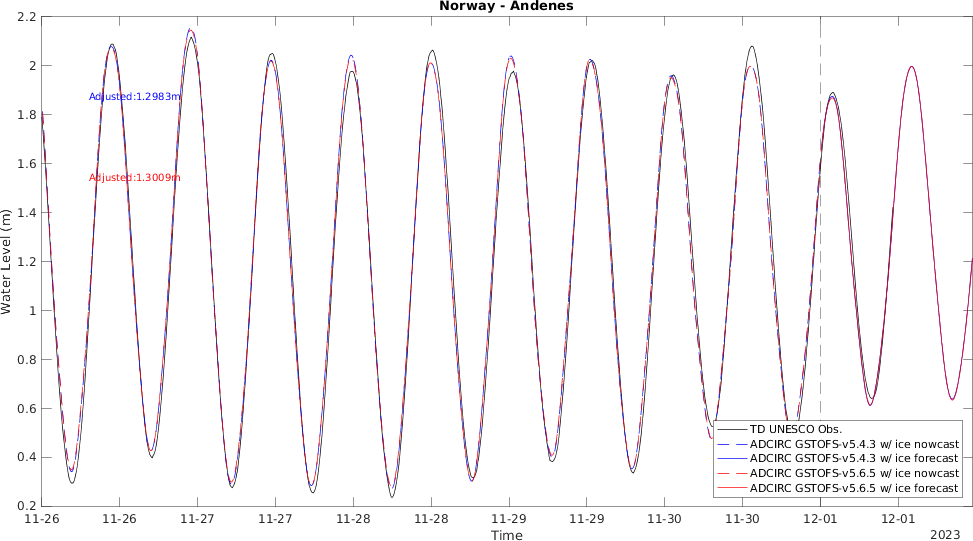 Norway - Andenes
2.2
2
1.8
1.6
1.4
1.2
1
0.8
0.6
0.4
0.2
Water Level (m)
Adjusted:1.2983m
Adjusted:1.3009m
TD UNESCO Obs.
ADCIRC GSTOFS-v5.4.3 w/ ice nowcast
ADCIRC GSTOFS-v5.4.3 w/ ice forecast
ADCIRC GSTOFS-v5.6.5 w/ ice nowcast
ADCIRC GSTOFS-v5.6.5 w/ ice forecast
11-26 11-26 11-27 11-27 11-28 11-28 11-29 11-29 11-30 11-30 12-01 12-01
Time
2023